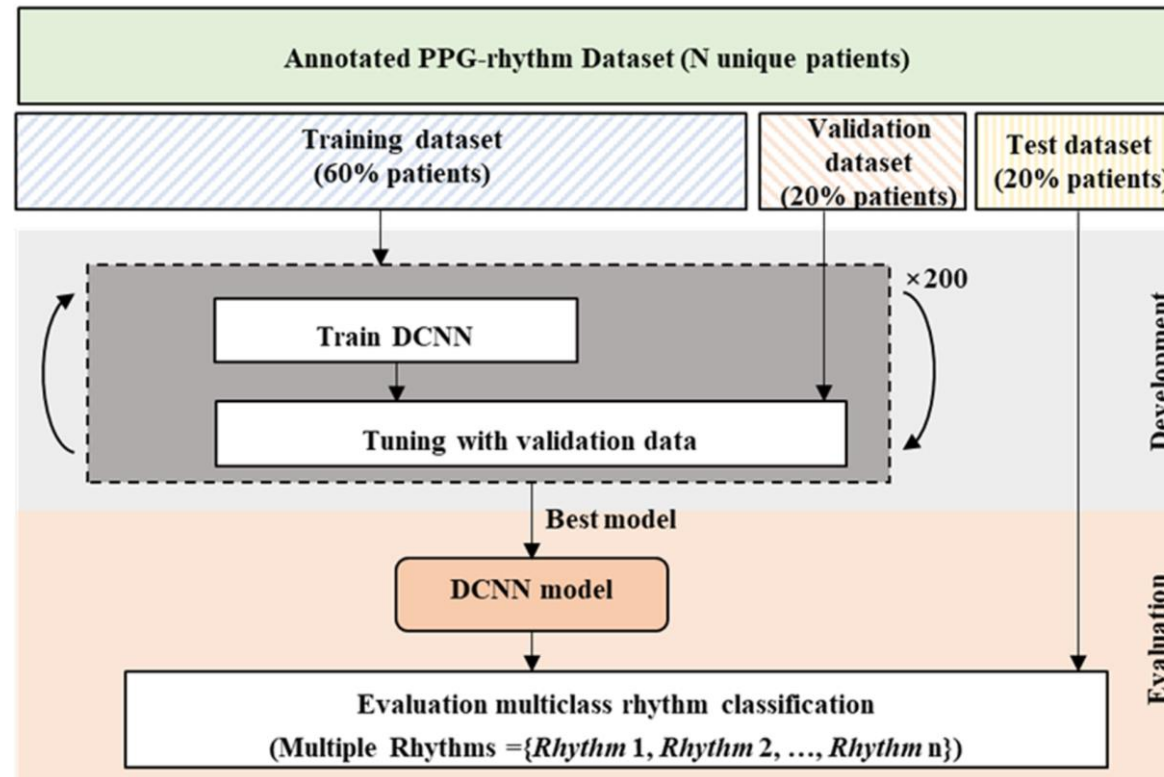 Annotated PPG-rhythm Dataset (N unique patients)
Training dataset
(60% patients)
Validation
dataset
(20% patients)
Test dataset
(20% patients)
×200
Train DCNN
Tuning with validation data
Development
Best model
DCNN model
Evaluation
Evaluation multiclass rhythm classification
(Multiple Rhythms ={Rhythm 1, Rhythm 2, …, Rhythm n})